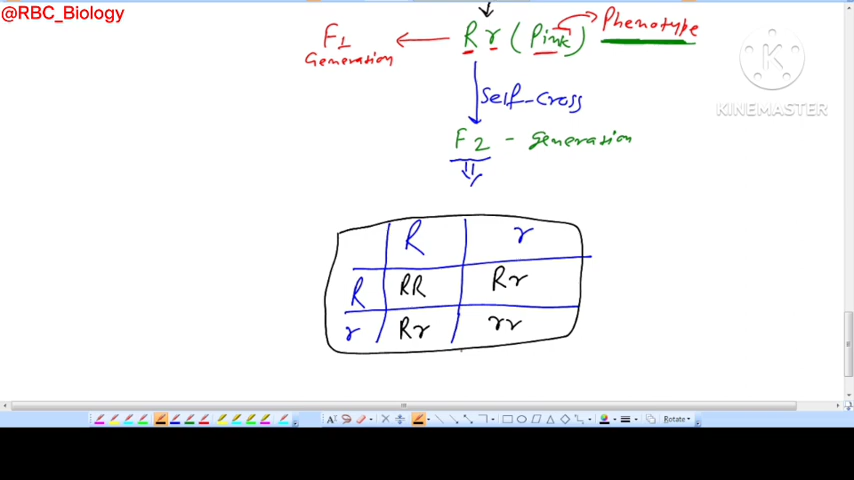 @RBC_Biology
Phenotype
F1 Rr (Pink)
Generation
KINEMASTER
Self-Cross
F2 - generation
R r
R RR Rr
r Rr rr
Rotate